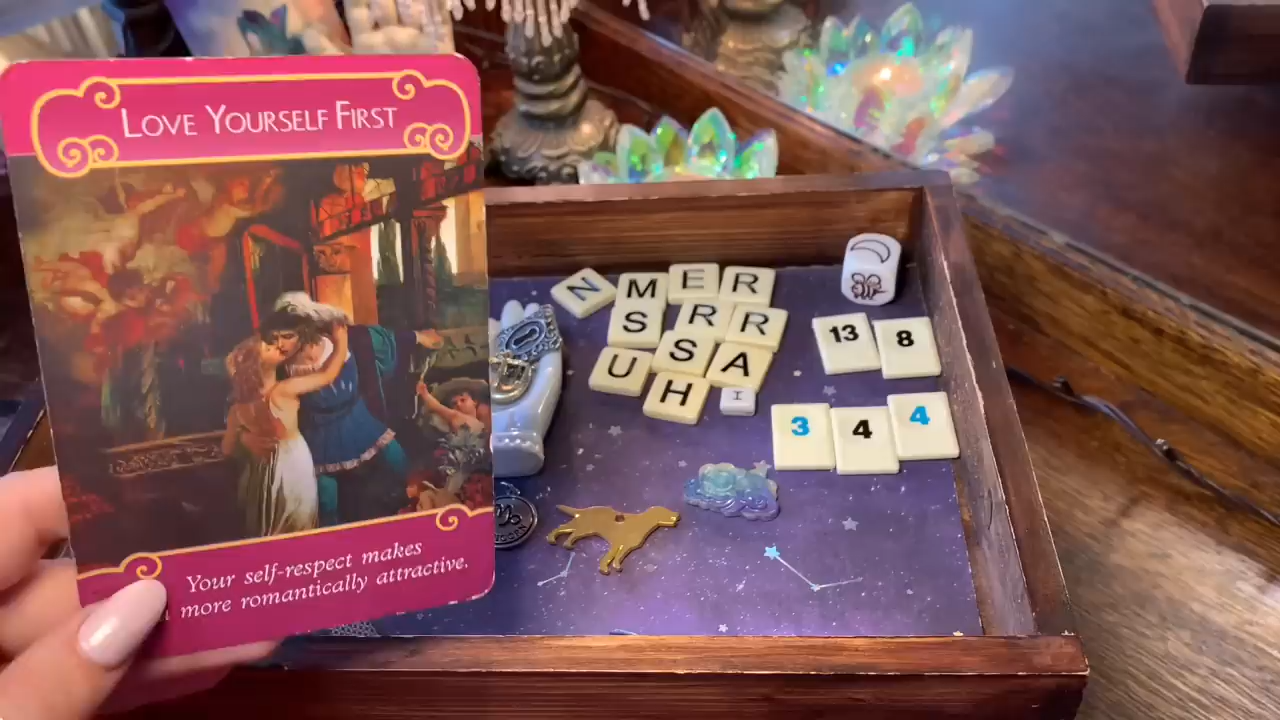 LOVE YOURSELF FIRST
Your self-respect makes
more romantically attractive.
N M E R
S R R
U S A
H I
13 8
3 4 4